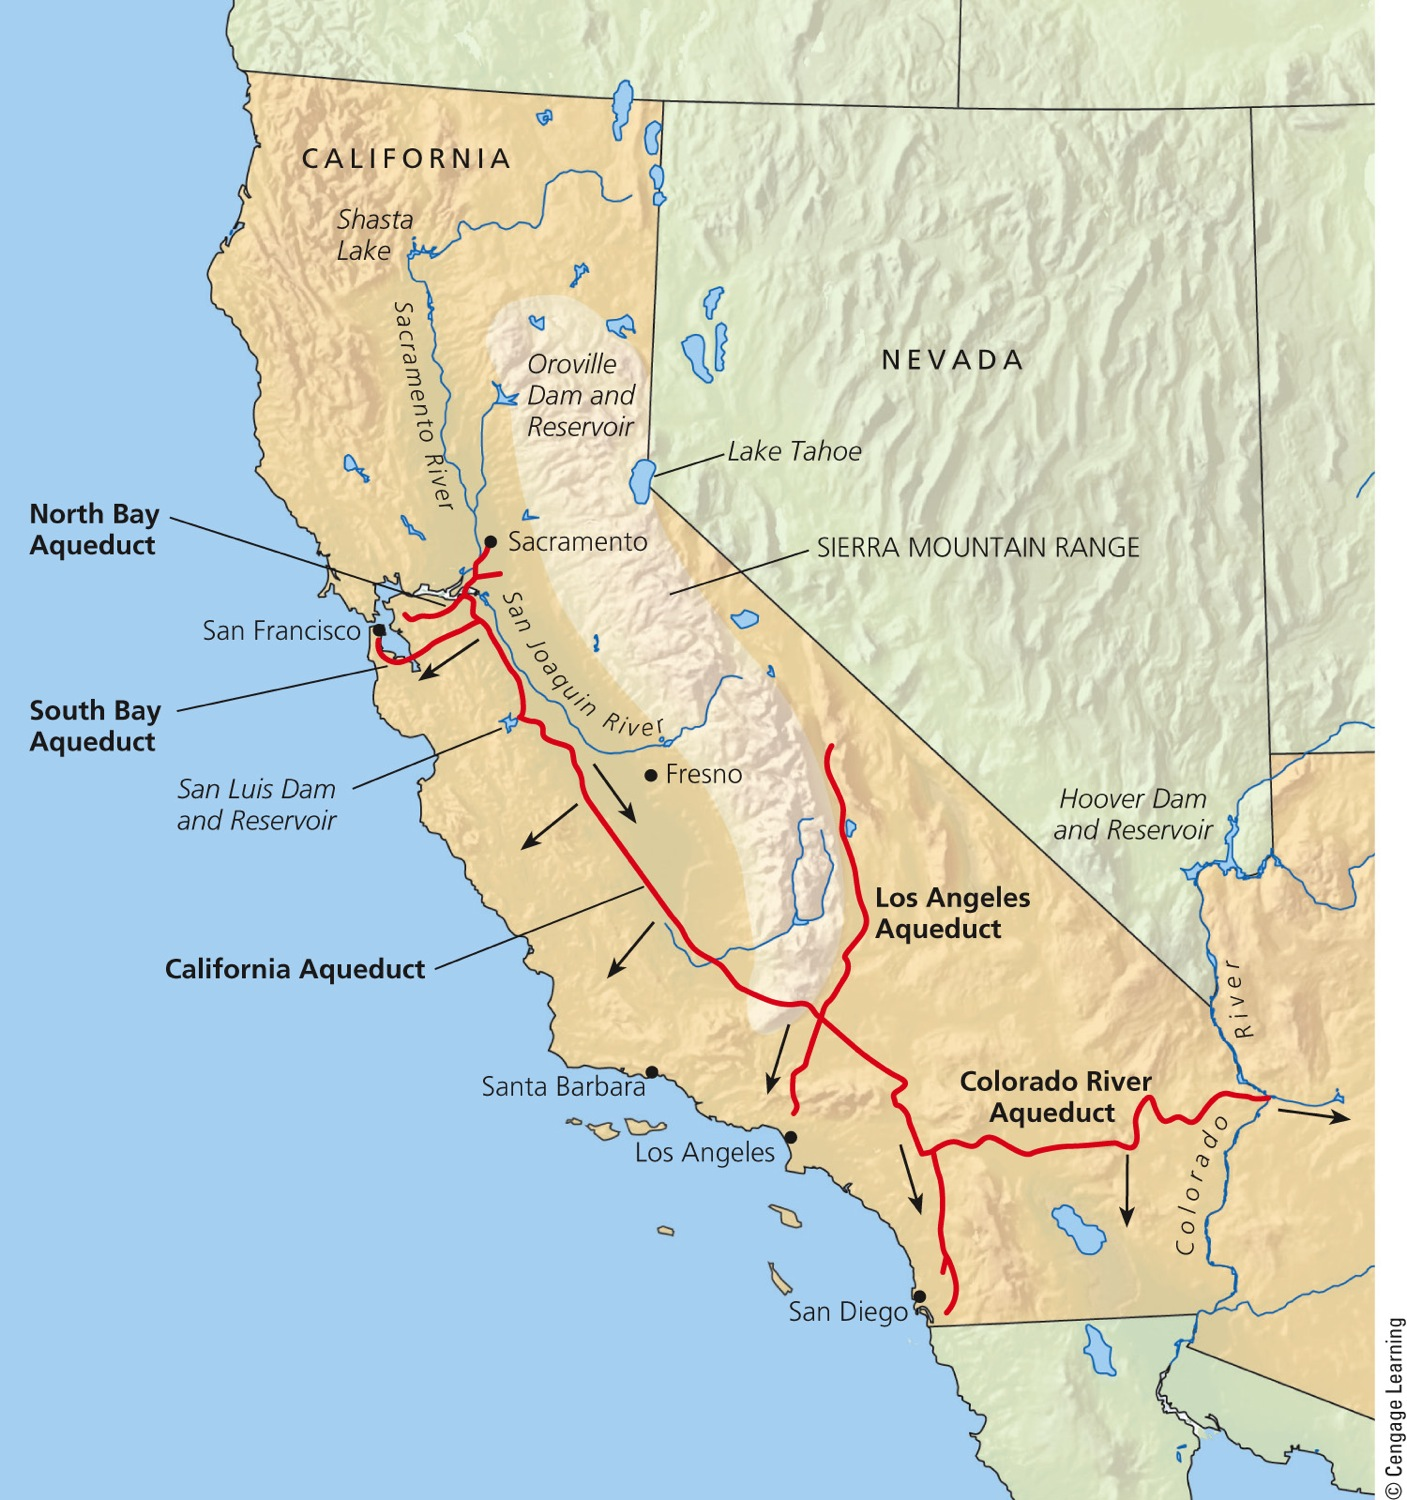 CALIFORNIA
Shasta
Lake
Sacramento River
Oroville
Dam and
Reservoir
NEVADA
Lake Tahoe
North Bay
Aqueduct
Sacramento
SIERRA MOUNTAIN RANGE
San Francisco
San Joaquin River
South Bay
Aqueduct
San Luis Dam
and Reservoir
Fresno
Hoover Dam
and Reservoir
Los Angeles
Aqueduct
California Aqueduct
Colorado River
Santa Barbara
Colorado River
Aqueduct
Los Angeles
San Diego
© Cengage Learning